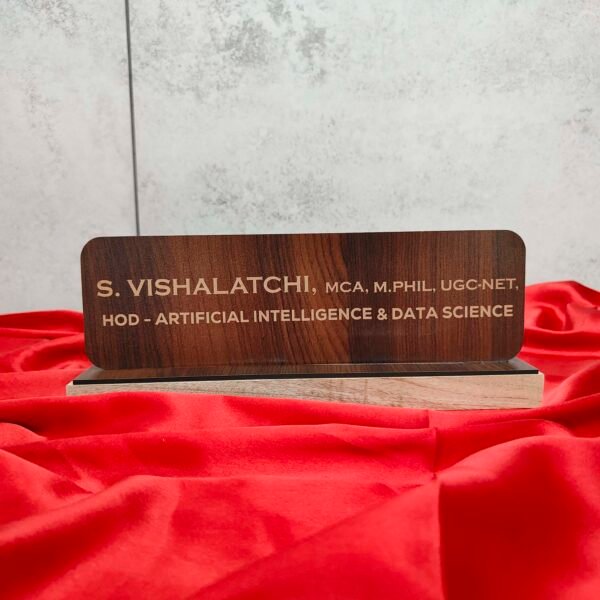 S. VISHALATCHI, MCA, M.PHIL, UGC-NET,
HOD - ARTIFICIAL INTELLIGENCE & DATA SCIENCE